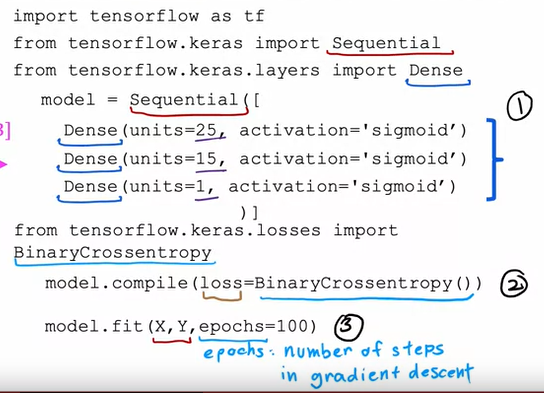 import tensorflow as tf
from tensorflow.keras import Sequential
from tensorflow.keras.layers import Dense
model = Sequential([
3]
Dense(units=25, activation='sigmoid’)
Dense(units=15, activation='sigmoid’)
Dense(units=1, activation='sigmoid’)
)]
1
from tensorflow.keras.losses import
BinaryCrossentropy
model.compile(loss=BinaryCrossentropy()) 2
model.fit(X,Y,epochs=100) 3
epochs: number of steps
in gradient descent